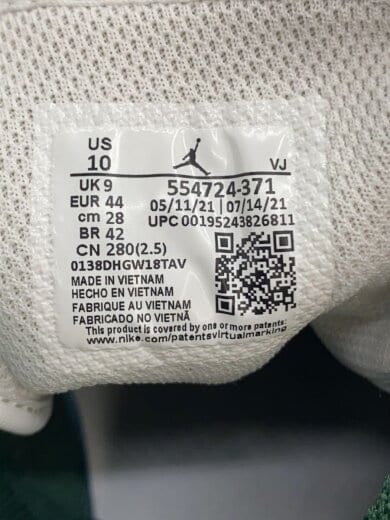 US
10
VJ
UK 9
EUR 44
cm 28
BR 42
CN 280(2.5)
0138DHGW18TAV
554724-371
05/11/21 | 07/14/21
UPC 00195243826811
MADE IN VIETNAM
HECHO EN VIETNAM
FABRIQUE AU VIETNAM
FABRICADO NO VIETNÃ
This product is covered by one or more patents:
www.nike.com/patentsvirtualmarking